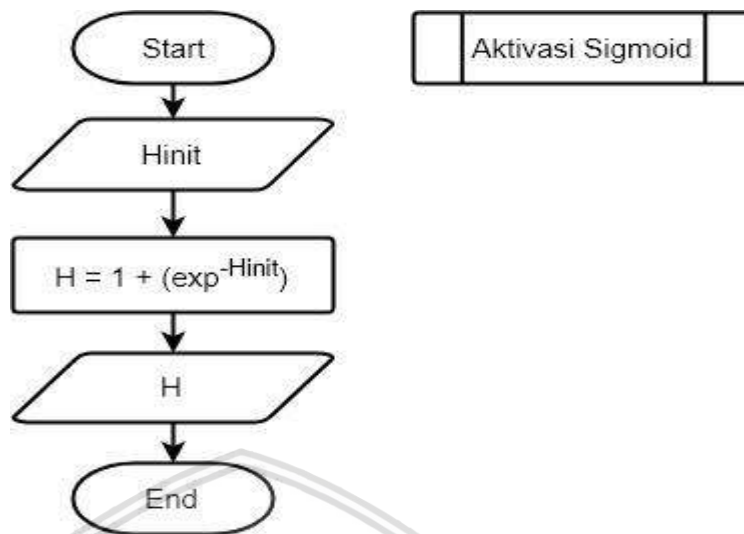 Start
Aktivasi Sigmoid
Hinit
H = 1 + (exp^-Hinit)
H
End